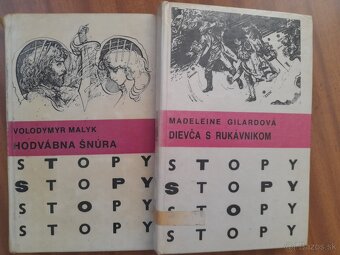 VOLODYMYR MALYK
HODVÁBNA ŠNÚRA
STOPY
STOPY
STOPY
STOPY
MADELEINE GILARDOVÁ
DIEVČA S RUKÁVNIKOM
STOPY
STOPY
STOPY
STOPY